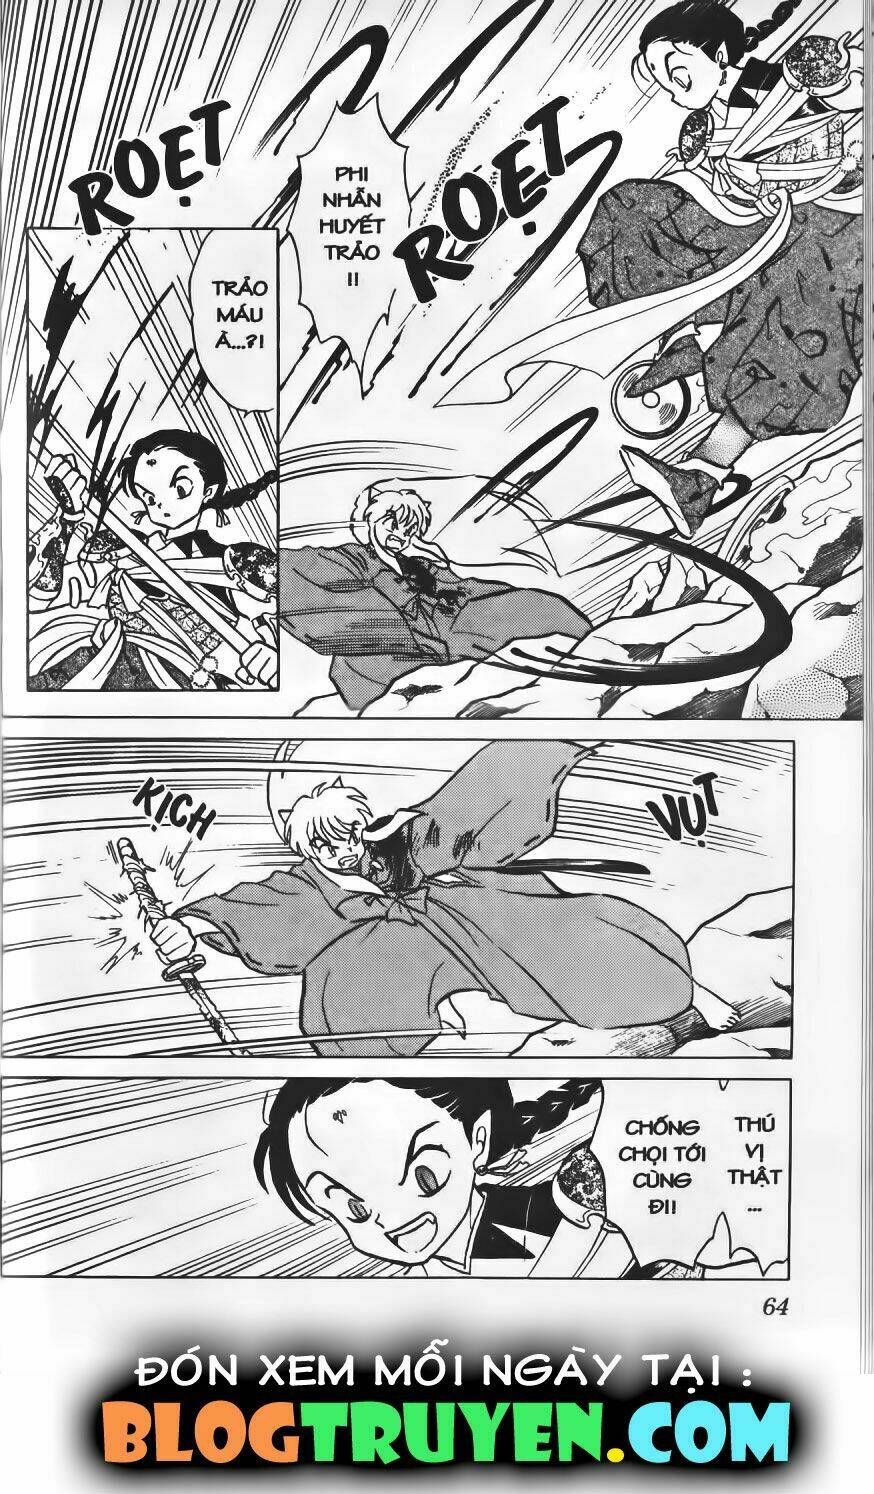 ROẸT
PHI
NHẪN
HUYẾT
TRẢO
!!
ROẸT
TRẢO
MÁU
À...?!
VỤT
KỊCH
THÚ
VỊ
THẬT
...
CHỐNG
CHỌI TỚI
CÙNG
ĐI!!
64
ĐÓN XEM MỖI NGÀY TẠI :
BLOGTRUYEN.COM